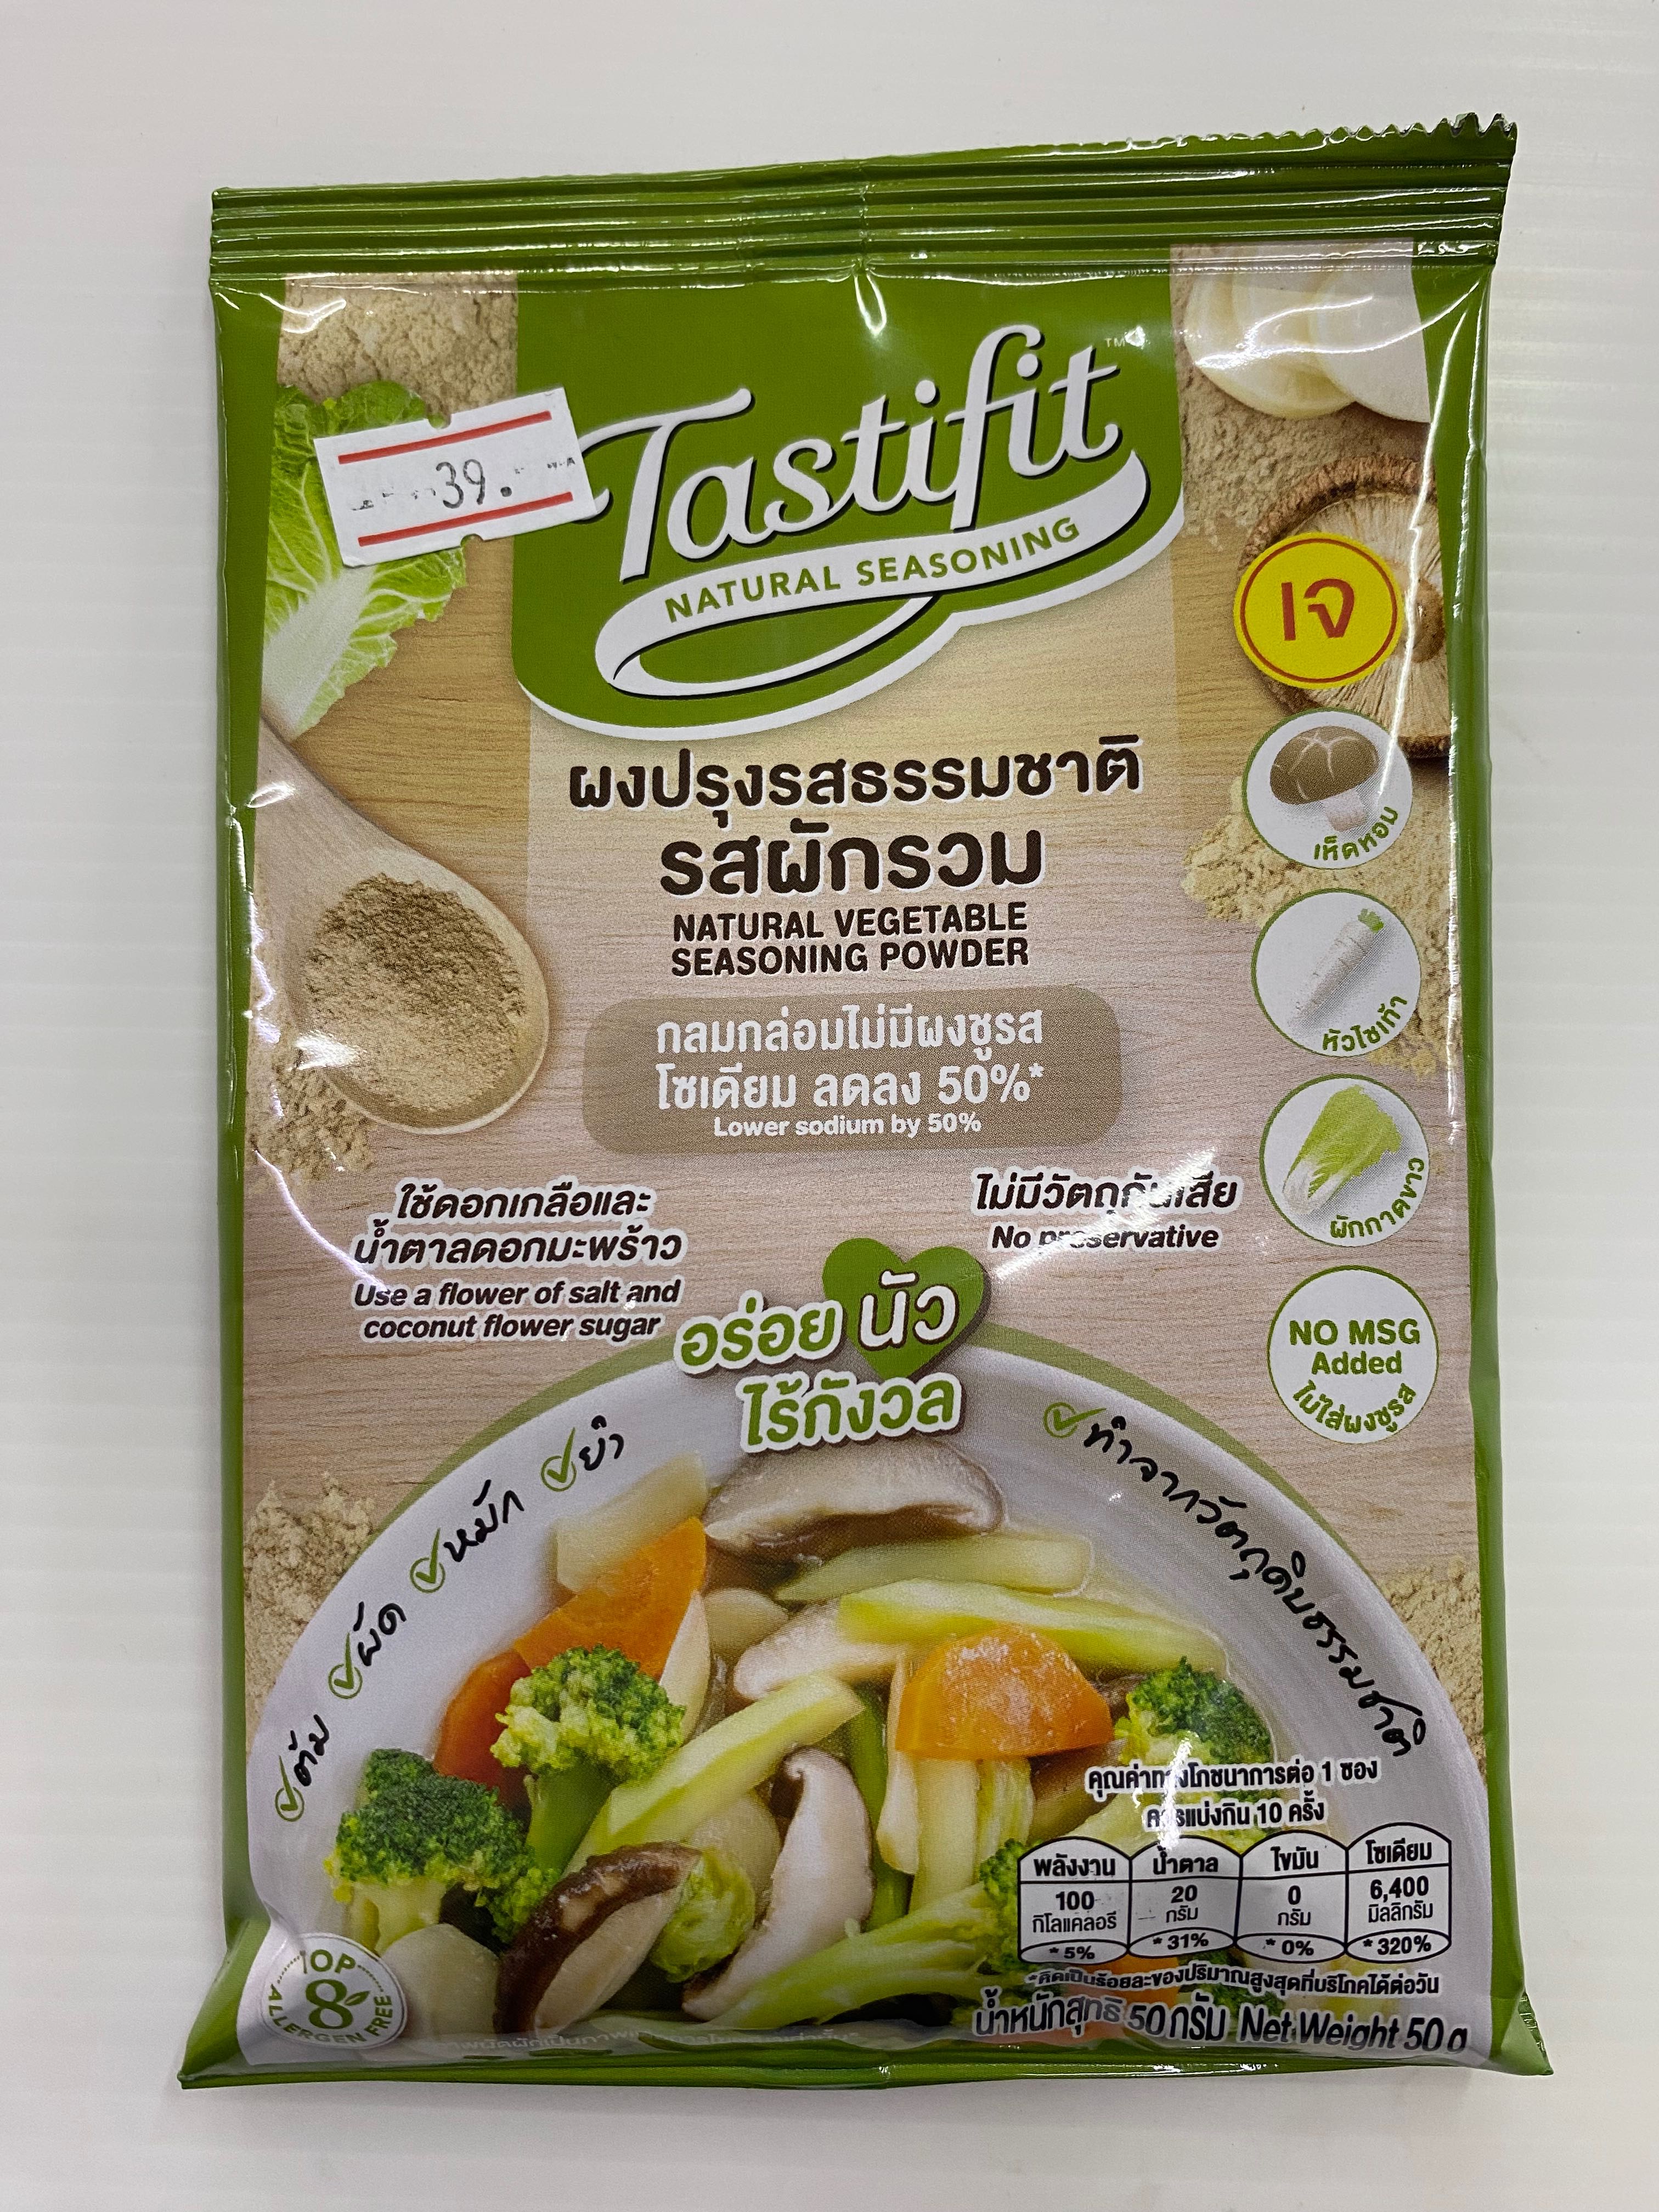 Tastifit™
NATURAL SEASONING
39.
เจ
ผงปรุงรสธรรมชาติ
รสผักรวม
NATURAL VEGETABLE
SEASONING POWDER
กลมกล่อมไม่มีผงชูรส
โซเดียม ลดลง 50%*
Lower sodium by 50%
เห็ดหอม
หัวไชเท้า
ผักกาดขาว
NO MSG
Added
ไม่ใส่ผงชูรส
ใช้ดอกเกลือและ
น้ำตาลดอกมะพร้าว
Use a flower of salt and
coconut flower sugar
ไม่มีวัตถุกันเสีย
No preservative
อร่อย นัว
ไร้กังวล
ต้ม ผัด หมัก ยำ
ทำจากวัตถุดิบธรรมชาติ
คุณค่าทางโภชนาการต่อ 1 ซอง
ควรแบ่งกิน 10 ครั้ง
พลังงาน น้ำตาล ไขมัน โซเดียม
100 20 0 6,400
กิโลแคลอรี กรัม กรัม มิลลิกรัม
*5% *31% *0% *320%
*คิดเป็นร้อยละของปริมาณสูงสุดที่บริโภคได้ต่อวัน
น้ำหนักสุทธิ 50 กรัม Net Weight 50 g
TOP
8
ALLERGEN FREE